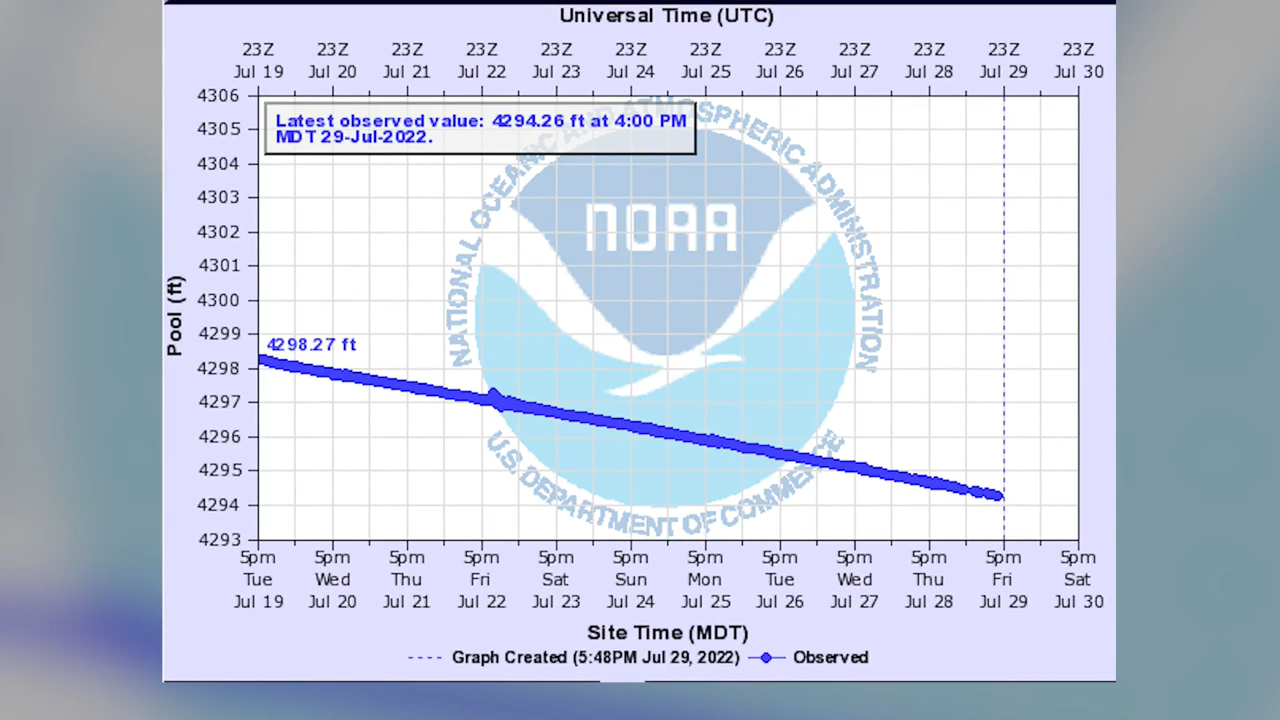 Universal Time (UTC)
23Z 23Z 23Z 23Z 23Z 23Z 23Z 23Z 23Z 23Z 23Z 23Z
Jul 19 Jul 20 Jul 21 Jul 22 Jul 23 Jul 24 Jul 25 Jul 26 Jul 27 Jul 28 Jul 29 Jul 30
4306
4305
4304
4303
4302
4301
4300
4299
4298
4297
4296
4295
4294
4293
Pool (ft)
Latest observed value: 4294.26 ft at 4:00 PM
MDT 29-Jul-2022.
4298.27 ft
NATIONAL OCEANIC AND ATMOSPHERIC ADMINISTRATION
NOAA
U.S. DEPARTMENT OF COMMERCE
5pm 5pm 5pm 5pm 5pm 5pm 5pm 5pm 5pm 5pm 5pm 5pm
Tue Wed Thu Fri Sat Sun Mon Tue Wed Thu Fri Sat
Jul 19 Jul 20 Jul 21 Jul 22 Jul 23 Jul 24 Jul 25 Jul 26 Jul 27 Jul 28 Jul 29 Jul 30
Site Time (MDT)
Graph Created (5:48PM Jul 29, 2022) Observed